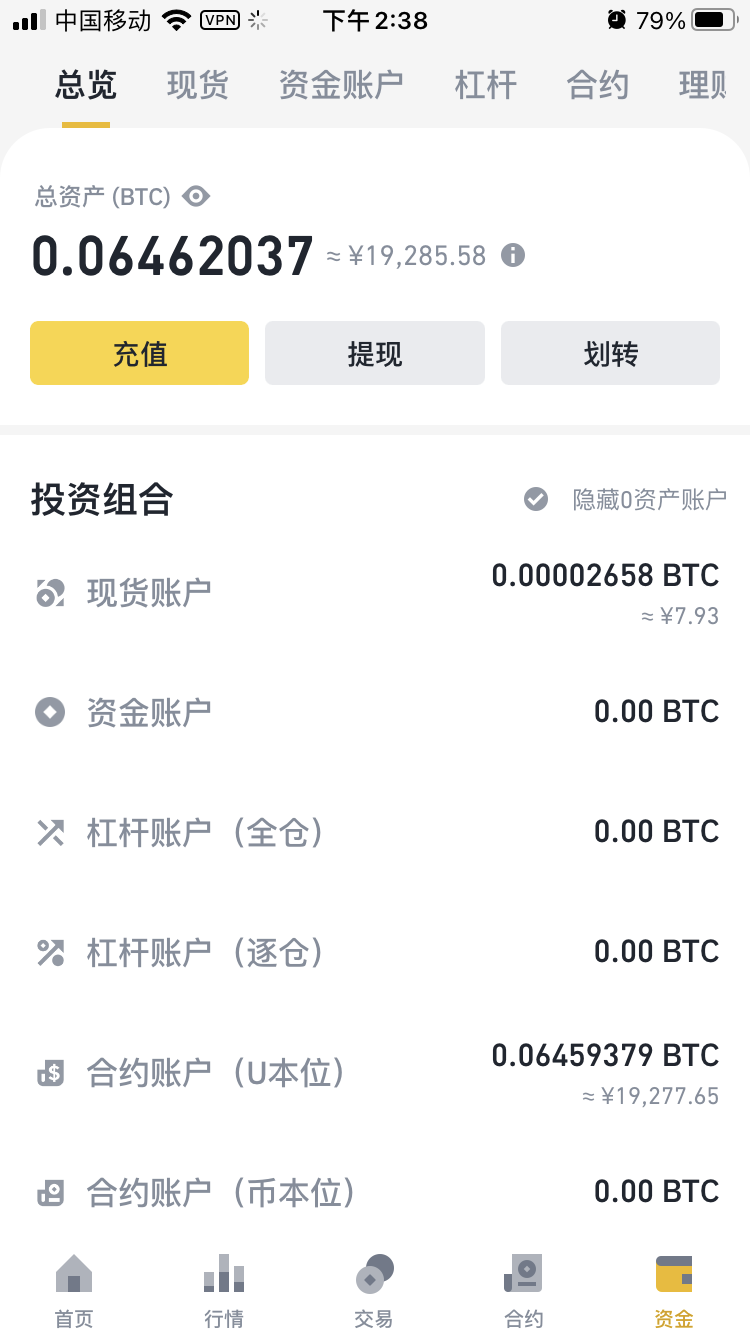 中国移动 VPN 下午2:38 79%
总览 现货 资金账户 杠杆 合约 理财
总资产 (BTC)
0.06462037 ≈ ¥19,285.58
充值 提现 划转
投资组合 隐藏0资产账户
现货账户 0.00002658 BTC
≈ ¥7.93
资金账户 0.00 BTC
杠杆账户（全仓） 0.00 BTC
杠杆账户（逐仓） 0.00 BTC
合约账户（U本位） 0.06459379 BTC
≈ ¥19,277.65
合约账户（币本位） 0.00 BTC
首页 行情 交易 合约 资金